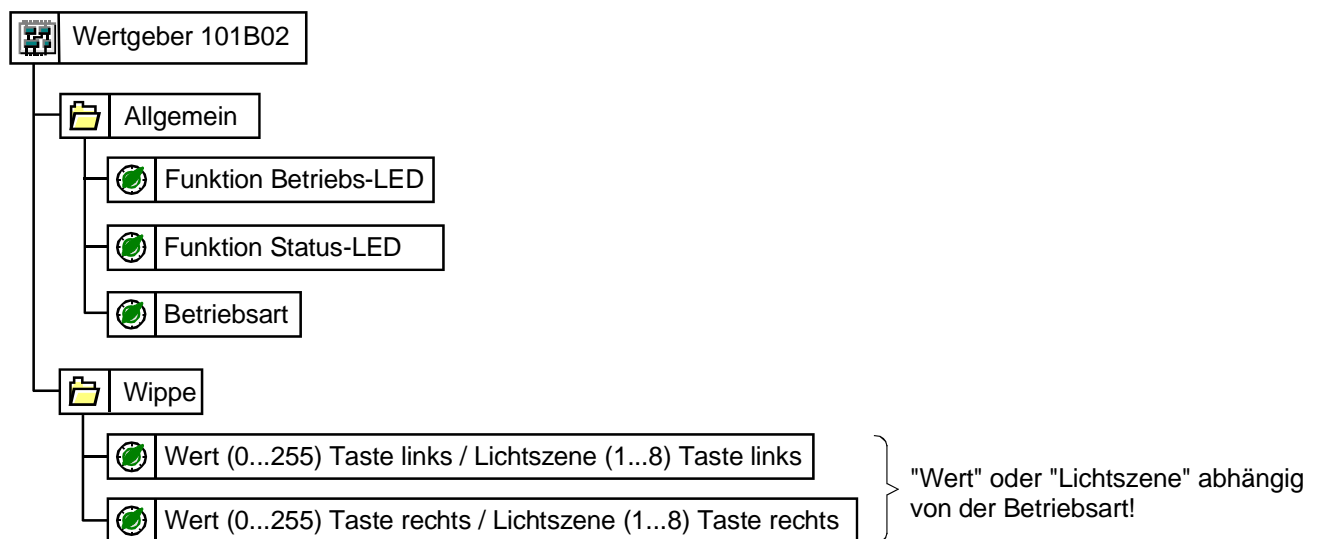 Wertgeber 101B02
Allgemein
Funktion Betriebs-LED
Funktion Status-LED
Betriebsart
Wippe
Wert (0...255) Taste links / Lichtszene (1...8) Taste links
Wert (0...255) Taste rechts / Lichtszene (1...8) Taste rechts
"Wert" oder "Lichtszene" abhängig
von der Betriebsart!